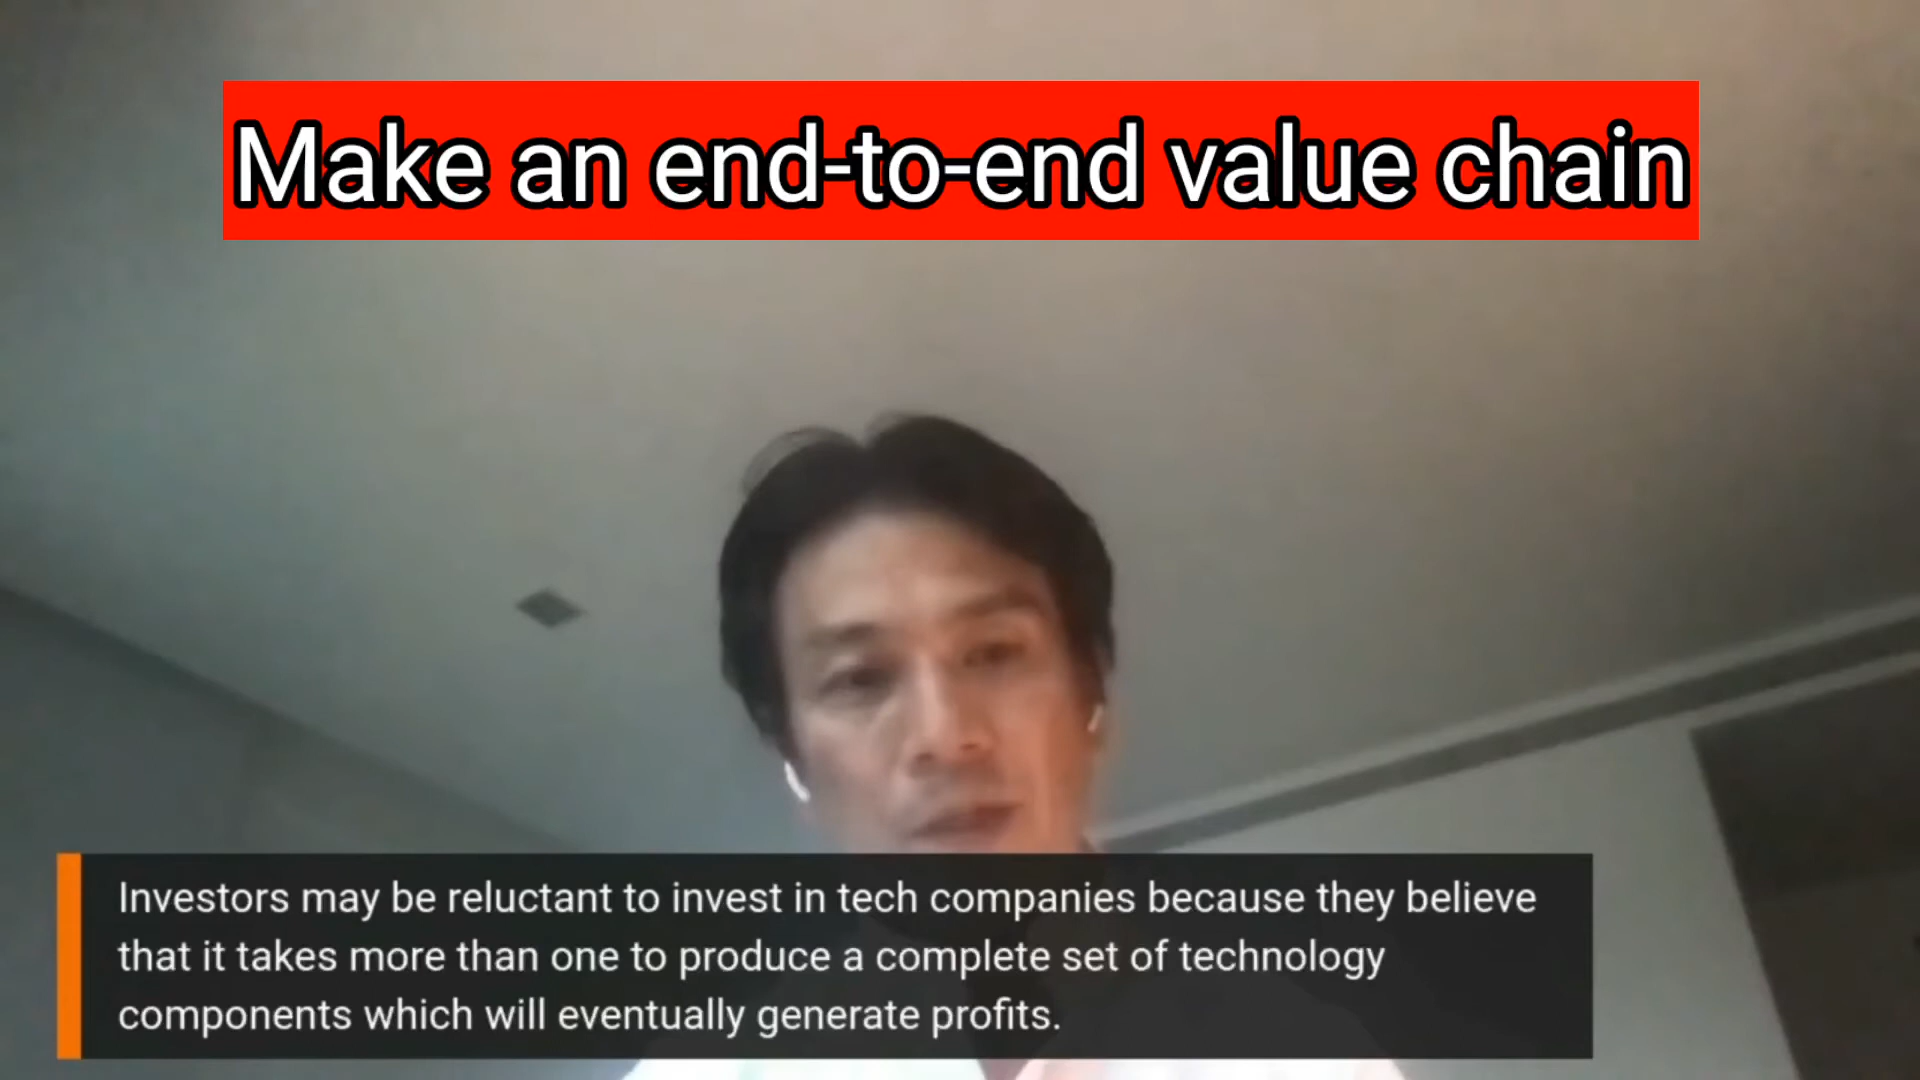 Make an end-to-end value chain
Investors may be reluctant to invest in tech companies because they believe
that it takes more than one to produce a complete set of technology
components which will eventually generate profits.